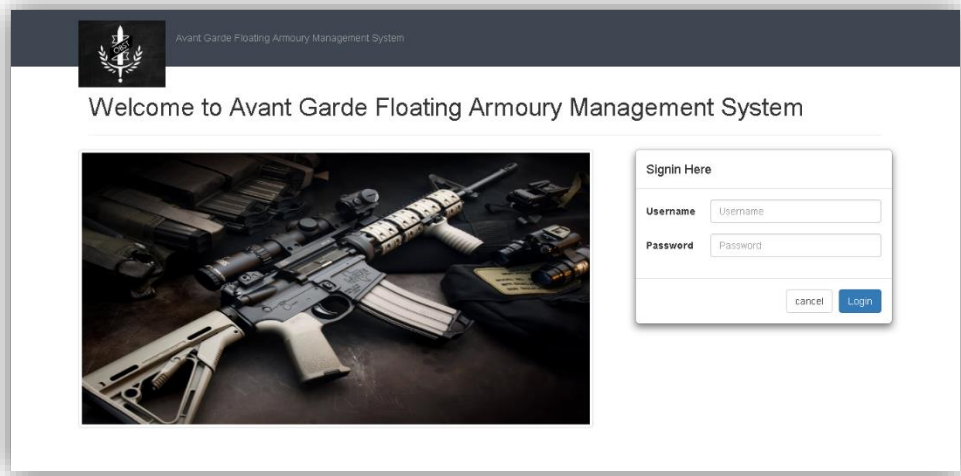 OBST
Avant Garde Floating Armoury Management System
Welcome to Avant Garde Floating Armoury Management System
Signin Here
Username
Username
Password
Password
cancel
Login